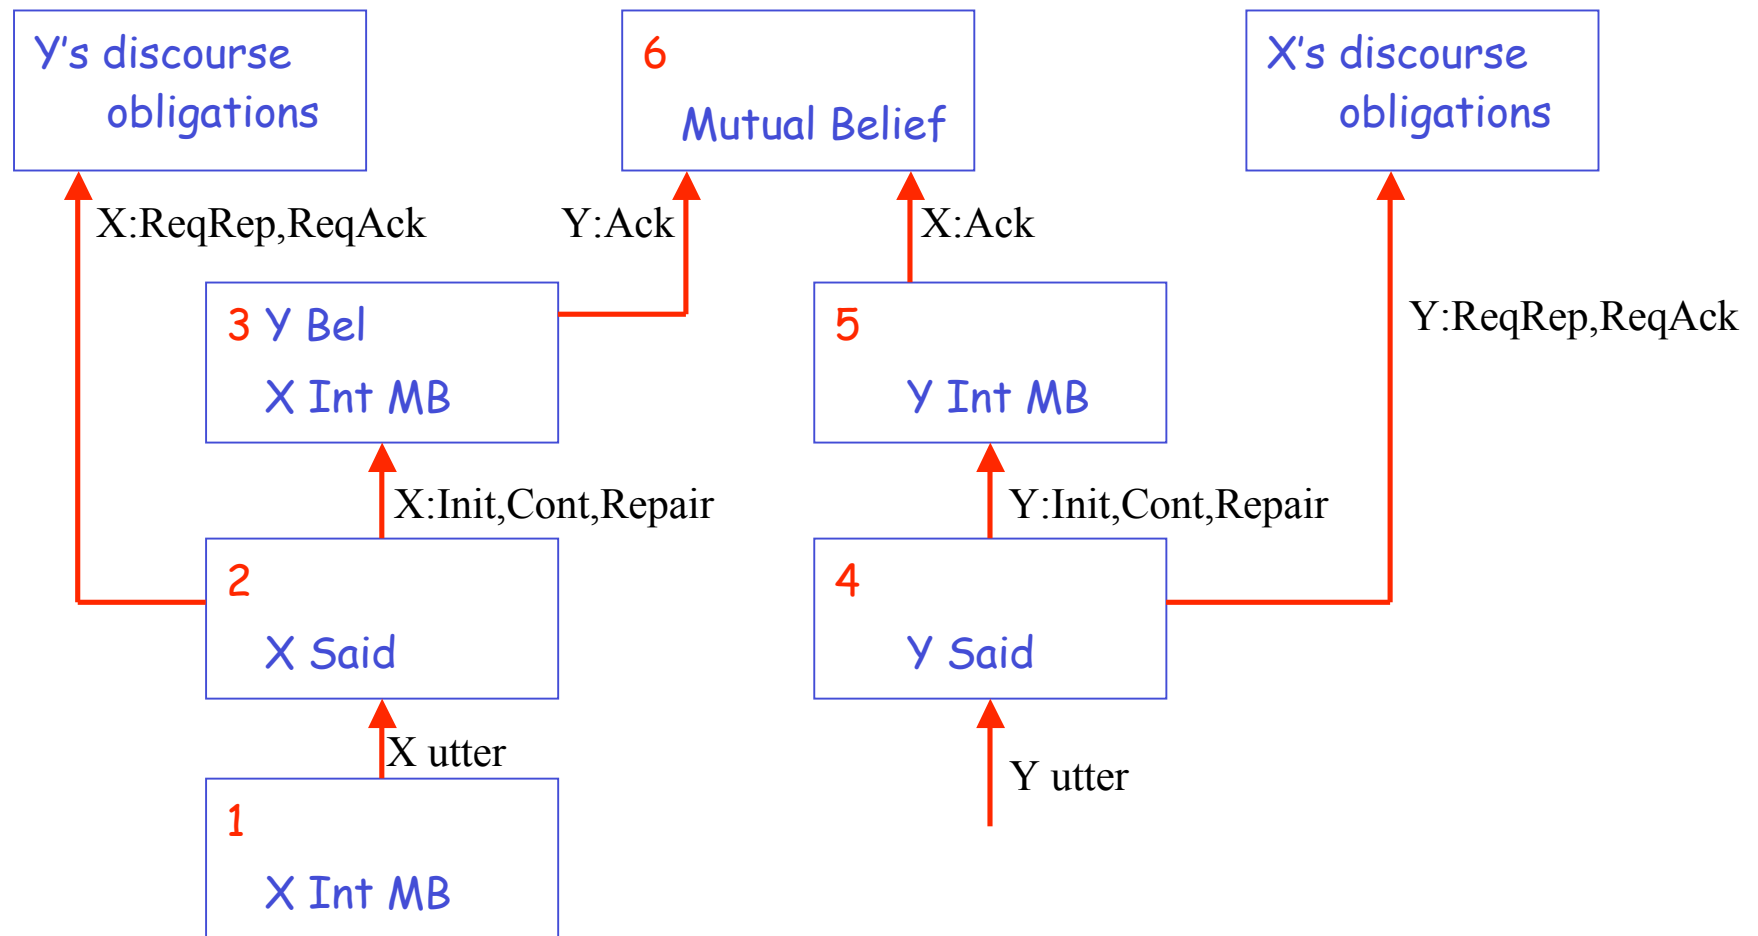 Y's discourse
obligations
6
Mutual Belief
X's discourse
obligations
X:ReqRep,ReqAck
Y:Ack
X:Ack
Y:ReqRep,ReqAck
3 Y Bel
X Int MB
5
Y Int MB
X:Init,Cont,Repair
Y:Init,Cont,Repair
2
X Said
4
Y Said
X utter
Y utter
1
X Int MB